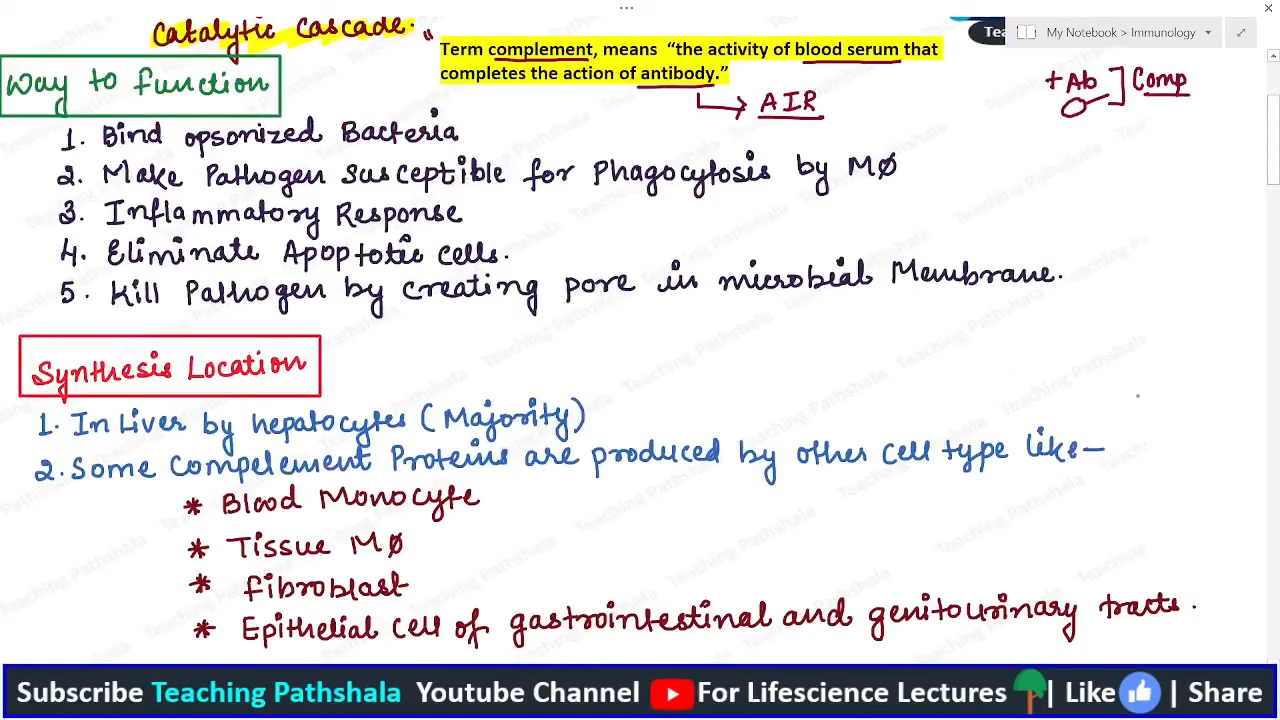 Catalytic Cascade.
Term complement, means “the activity of blood serum that
completes the action of antibody.”
My Notebook > Immunology
+Ab
Comp
AIR
Way to function
1. Bind opsonized Bacteria
2. Make Pathogen susceptible for Phagocytosis by MØ
3. Inflammatory Response
4. Eliminate Apoptotic cells.
5. Kill Pathogen by creating pore in microbial Membrane.
Synthesis Location
1. In Liver by hepatocytes (Majority)
2. Some Compelement Proteins are produced by other cell type like—
* Blood Monocyte
* Tissue MØ
* Fibroblast
* Epithelial cell of gastrointestinal and genitourinary tracts.
Subscribe Teaching Pathshala Youtube Channel For Lifescience Lectures | Like | Share